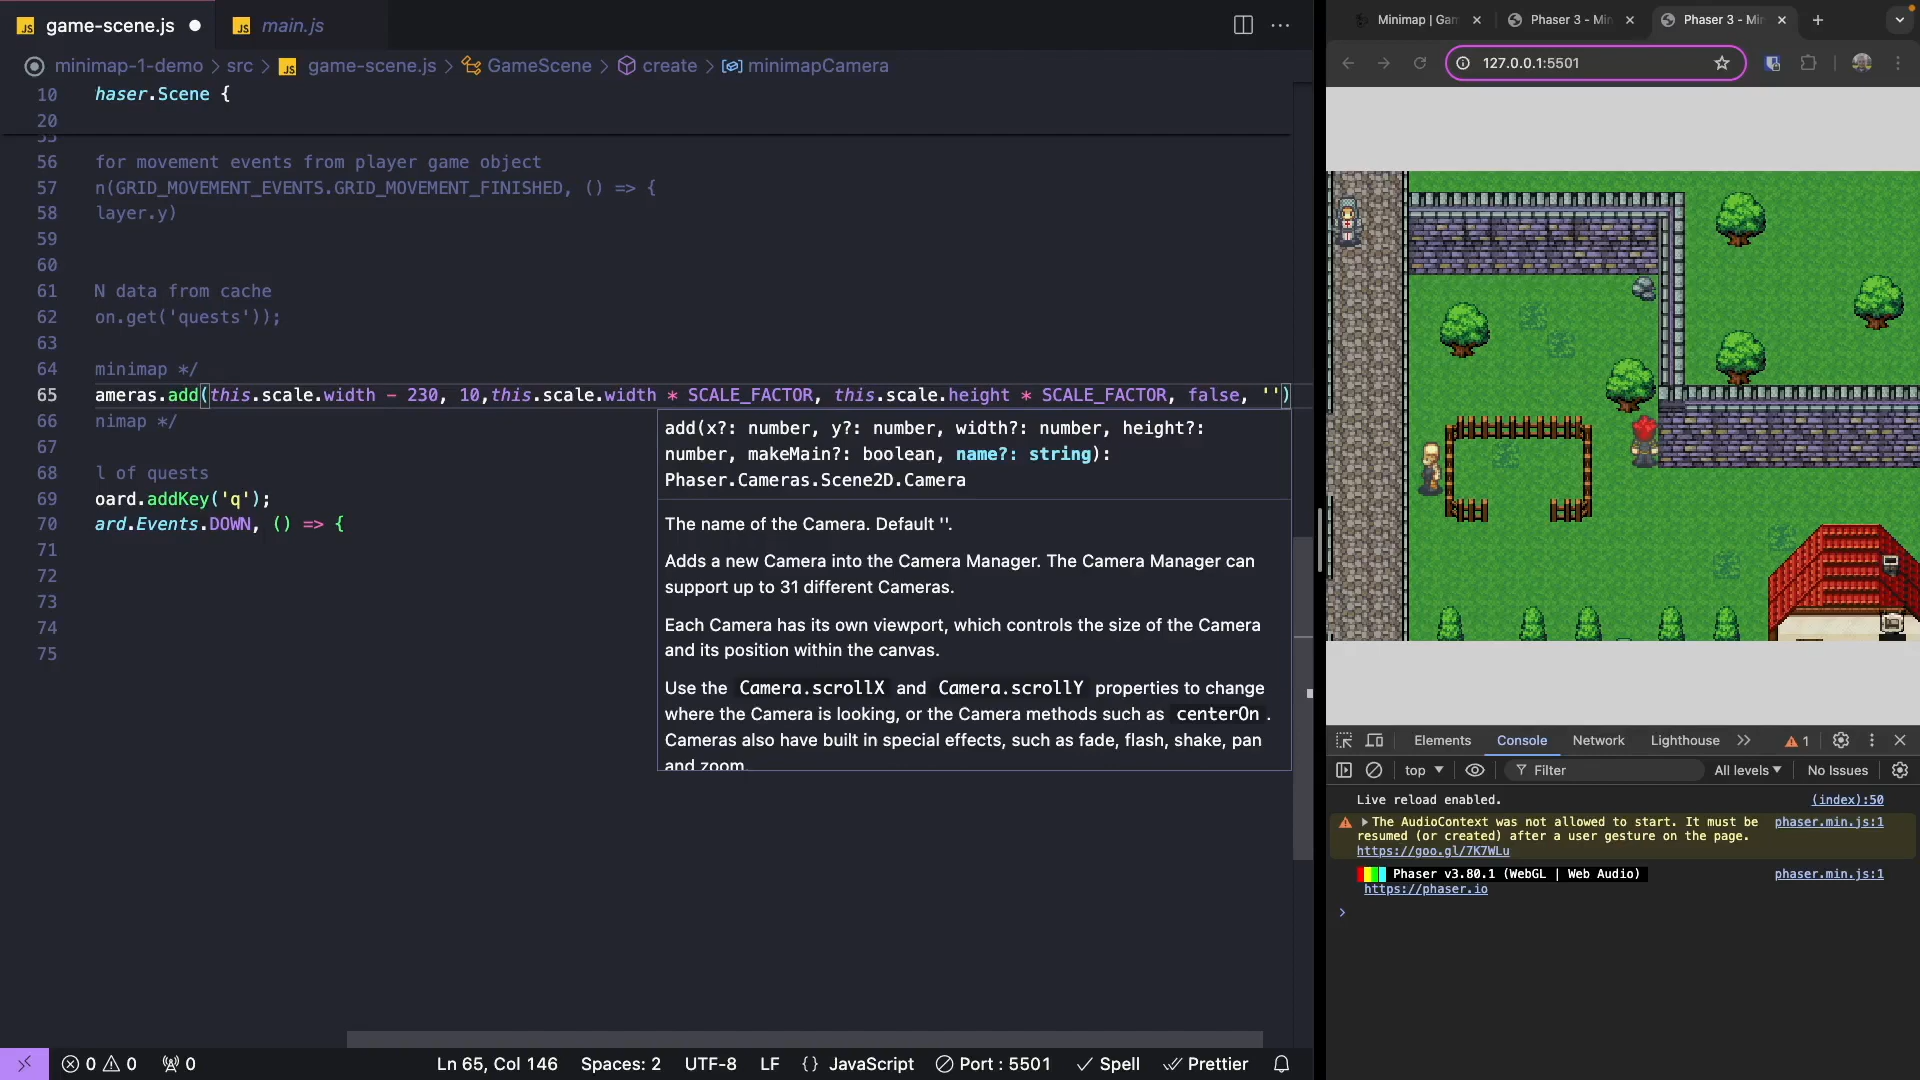 JS game-scene.js
JS main.js
minimap-1-demo > src > JS game-scene.js > GameScene > create > minimapCamera
10 haser.Scene {
20
55
56 for movement events from player game object
57 n(GRID_MOVEMENT_EVENTS.GRID_MOVEMENT_FINISHED, () => {
58 layer.y)
59
60
61 N data from cache
62 on.get('quests'));
63
64 minimap */
65 ameras.add(this.scale.width - 230, 10,this.scale.width * SCALE_FACTOR, this.scale.height * SCALE_FACTOR, false, '')
66 nimap */
67
68 l of quests
69 oard.addKey('q');
70 ard.Events.DOWN, () => {
71
72
73
74
75
add(x?: number, y?: number, width?: number, height?:
number, makeMain?: boolean, name?: string):
Phaser.Cameras.Scene2D.Camera
The name of the Camera. Default ''.
Adds a new Camera into the Camera Manager. The Camera Manager can
support up to 31 different Cameras.
Each Camera has its own viewport, which controls the size of the Camera
and its position within the canvas.
Use the Camera.scrollX and Camera.scrollY properties to change
where the Camera is looking, or the Camera methods such as centerOn.
Cameras also have built in special effects, such as fade, flash, shake, pan
and zoom.
0 0 0
Ln 65, Col 146 Spaces: 2 UTF-8 LF {} JavaScript Port : 5501 Spell Prettier
Minimap | Gam
Phaser 3 - Min
Phaser 3 - Min
127.0.0.1:5501
Elements Console Network Lighthouse 1
top Filter All levels No Issues
Live reload enabled. (index):50
The AudioContext was not allowed to start. It must be phaser.min.js:1
resumed (or created) after a user gesture on the page.
https://goo.gl/7K7WLu
Phaser v3.80.1 (WebGL | Web Audio) phaser.min.js:1
https://phaser.io